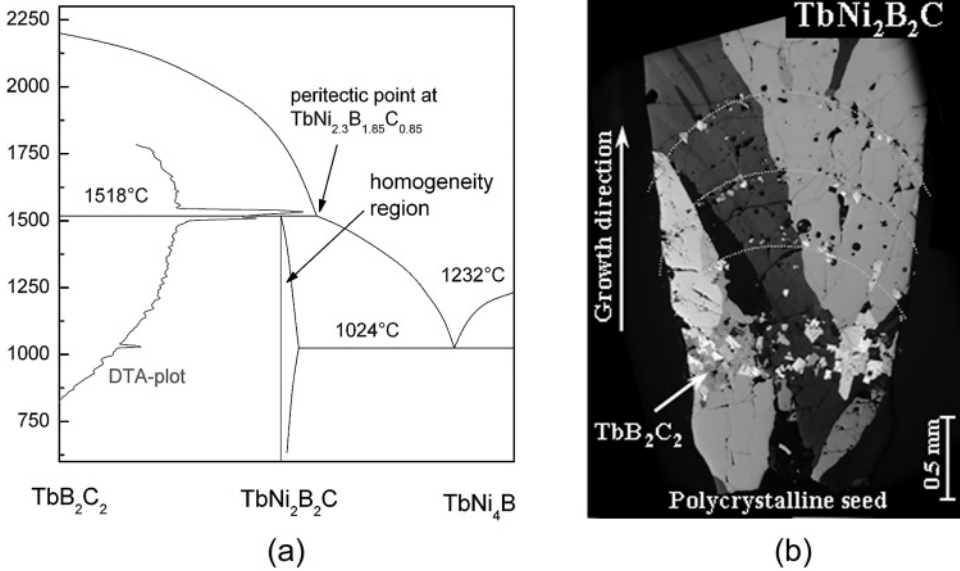 2250
2000
1750
1500
1250
1000
750
1518°C
peritectic point at
TbNi2.3B1.85C0.85
homogeneity
region
1232°C
1024°C
DTA-plot
TbB2C2
TbNi2B2C
TbNi4B
(a)
TbNi2B2C
Growth direction
TbB2C2
0.5 mm
Polycrystalline seed
(b)